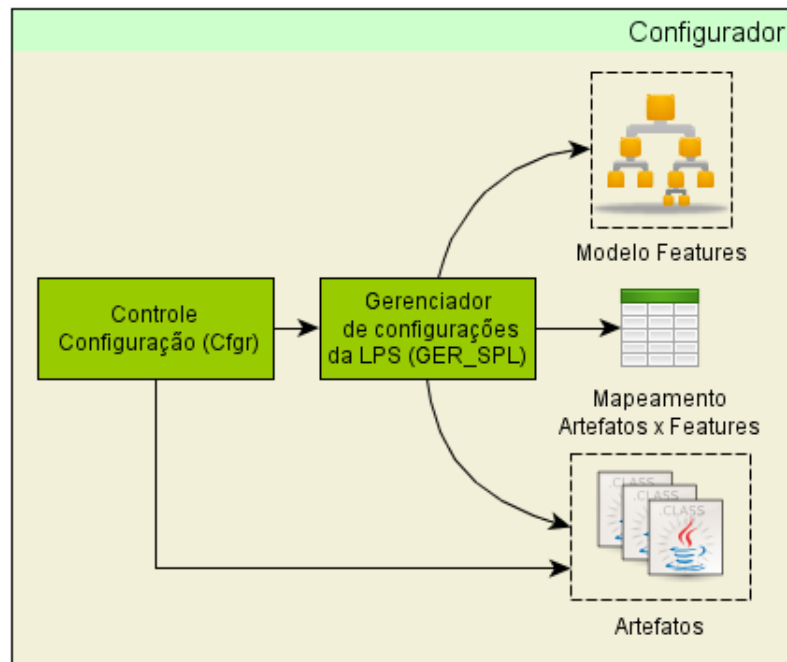 Configurador
Modelo Features
Controle
Configuração (Cfgr)
Gerenciador
de configurações
da LPS (GER_SPL)
Mapeamento
Artefatos x Features
.CLASS
.CLASS
.CLASS
Artefatos